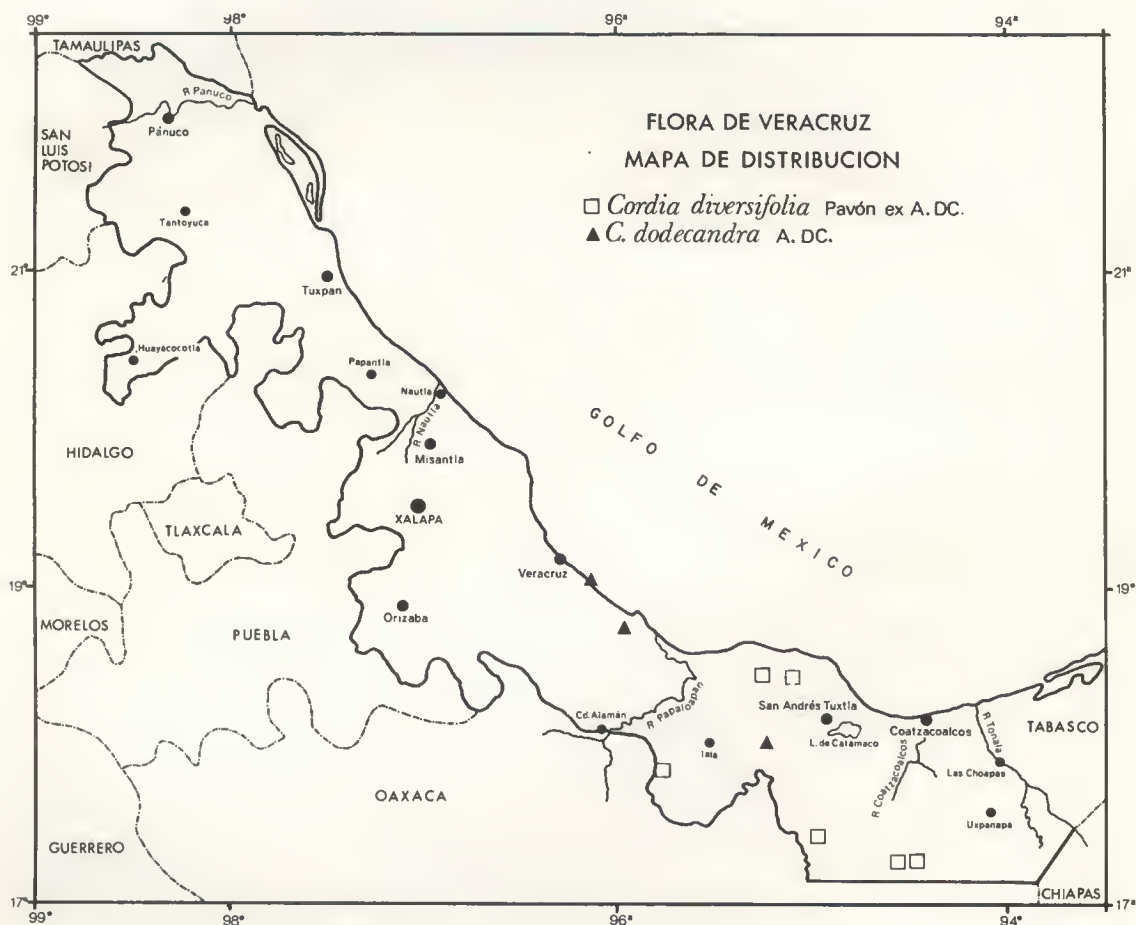 99° 98° 96° 94°
TAMAULIPAS
R Panuco
Pánuco
SAN
LUIS
POTOSI
FLORA DE VERACRUZ
MAPA DE DISTRIBUCION
□ Cordia diversifolia Pavón ex A. DC.
▲ C. dodecandra A. DC.
Tantoyuca
21° 21°
Tuxpan
Huayacocotla
Papantla
Nautla
R Nautla
Misantla
GOLFO DE MEXICO
HIDALGO
XALAPA
TLAXCALA
Veracruz
19° 19°
MORELOS
Orizaba
PUEBLA
R Papaloapan
San Andrés Tuxtla
Cd. Alamán
L. de Catamaco
Coatzacoalcos
R Tonala
TABASCO
Isla
R Coatzacoalcos
Las Choapas
OAXACA
Uxpanapa
GUERRERO
CHIAPAS
17° 17°
99° 98° 96° 94°